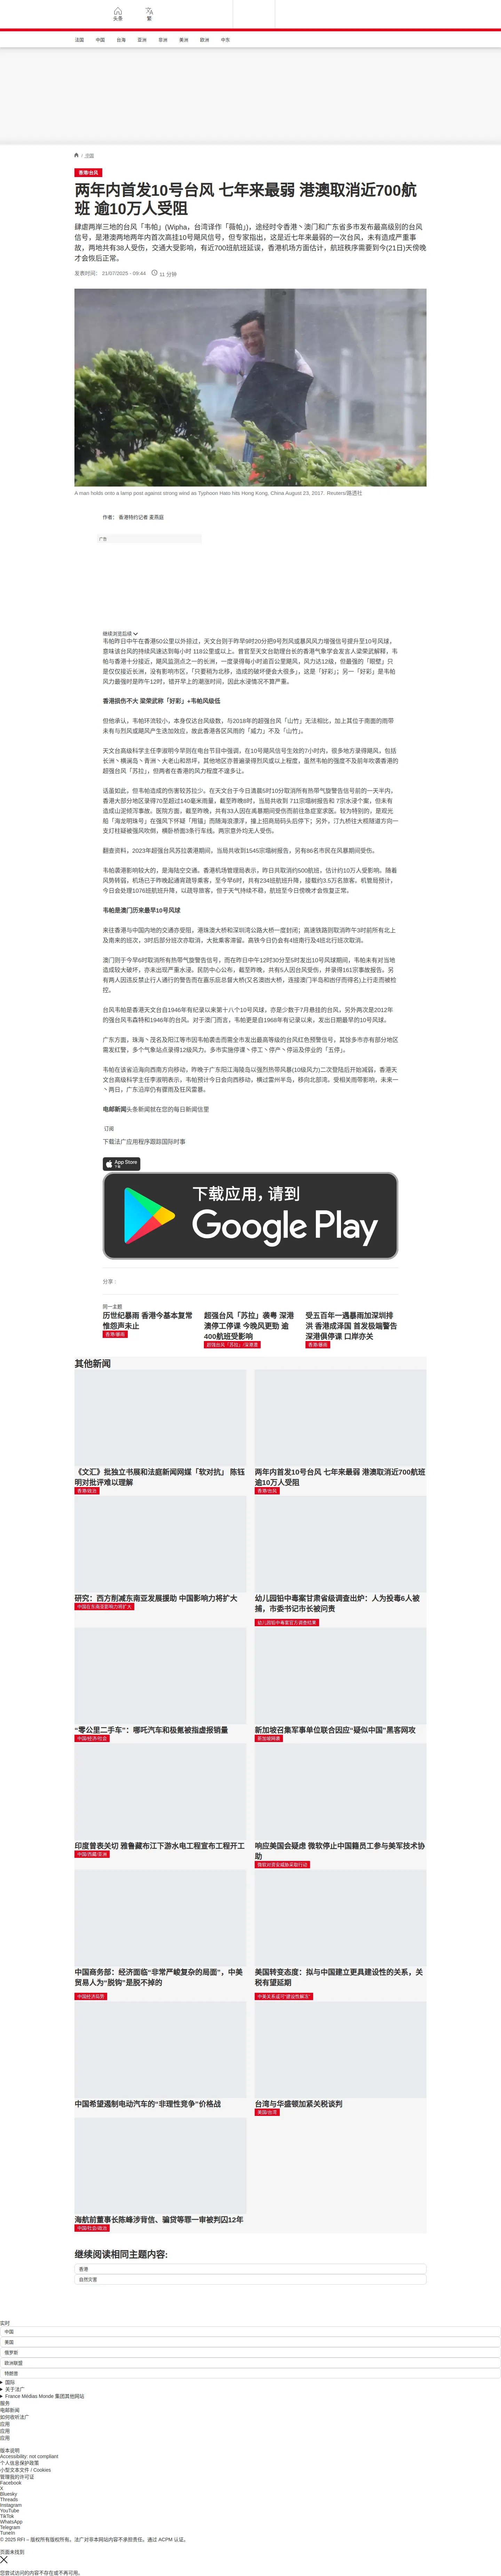 头条
繁
法国
中国
台海
亚洲
非洲
美洲
欧洲
中东
/ 法国
香港/台风
两年内首发10号台风 七年来最弱 港澳取消近700航
班 逾10万人受阻
肆虐两岸三地的台风「韦帕」(Wipha，台湾译作「薇帕」)，途经时令香港丶澳门和广东省多市发布最高级别的台风
信号，是港澳两地两年内首次高挂10号飓风信号，但专家指出，这是近七年来最弱的一次台风，未有造成严重事
故，两地共有38人受伤，交通大受影响，有近700班航班延误，香港机场方面估计，航班秩序需要到今(21日)天傍晚
才会恢后正常。
发表时间： 21/07/2025 - 09:44
11 分钟
A man holds onto a lamp post against strong wind as Typhoon Hato hits Hong Kong, China August 23, 2017. Reuters/路透社
作者： 香港特约记者 麦燕庭
广告
继续浏览后续
韦帕昨日中午在香港50公里以外掠过，天文台则于昨早9时20分把9号烈风或暴风风力增强信号提升至10号风球，
意味该台风的持续风速达到每小时 118公里或以上。曾官至天文台助理台长的香港气象学会发言人梁荣武解释，韦
帕与香港十分接近，飓风监测点之一的长洲，一度录得每小时逾百公里飓风，风力达12级，但最强的「眼壁」只
是仅仅接近长洲，没有影响市区，「只要稍为北移，造成的破坏便会大很多」，这是「好彩」；另一「好彩」是韦帕
风力最强时是昨午12时，错开早上的潮涨时间，因此水浸情况不算严重。
香港损伤不大 梁荣武称「好彩」+韦帕风级低
但他承认，韦帕环流较小，本身仅达台风级数，与2018年的超强台风「山竹」无法相比，加上其位于南面的雨带
未有与烈风或飓风产生迭加效应，故此香港各区风雨的「威力」不及「山竹」。
天文台高级科学主任李淑明今早则在电台节目中强调，在10号飓风信号生效的7小时内，很多地方录得飓风，包括
长洲丶横澜岛丶青洲丶大老山和昂坪，其他地区亦普遍录得烈风或以上程度，虽然韦帕的强度不及前年吹袭香港的
超强台风「苏拉」，但两者在香港的风力程度不遑多让。
话虽如此，但韦帕造成的伤害较苏拉少。在天文台于今日清晨5时10分取消所有热带气旋警告信号前的一天半内，
香港大部分地区录得70至超过140毫米雨量，截至昨晚8时，当局共收到 711宗塌树报告和 7宗水浸个案，但未有
造成山泥倾泻事故。医院方面，截至昨晚，共有33人因在风暴期间受伤而前往急症室求医。较为特别的，是观光
船「海龙明珠号」在强风下怀疑「甩锚」而随海浪漂浮，撞上招商局码头后停下；另外，汀九桥往大榄隧道方向一
支灯柱疑被强风吹倒，横卧桥面3条行车线。两宗意外均无人受伤。
翻查资料，2023年超强台风苏拉袭港期间，当局共收到1545宗塌树报告，另有86名市民在风暴期间受伤。
韦帕袭港影响较大的，是海陆空交通。香港机场管理局表示，昨日共取消约500航班，估计约10万人受影响。随着
风势转弱，机场已于昨晚起逐渐疏导乘客，至今早6时，共有234班航班升降，接载约3.5万名旅客。机管局预计，
今日会处理1076班航班升降，以疏导旅客，但于天气持续不稳，航班至今日傍晚才会恢复正常。
韦帕是澳门历来最早10号风球
来往香港与中国内地的交通亦受阻，港珠澳大桥和深圳湾公路大桥一度封闭；高速铁路则取消昨午3时前所有北上
及南来的班次，3时后部分班次亦取消，大批乘客滞留。高铁今日仍会有4班南行及4班北行班次取消。
澳门则于今早6时取消所有热带气旋警告信号，而在昨日中午12时30分至5时发出10号风球期间，韦帕未有对当地
造成较大破坏，亦未出现严重水浸，民防中心公布，截至昨晚，共有5人因台风受伤，并录得161宗事故报告。另
有两人因违反禁止行人通行的警告而在嘉乐庇总督大桥(又名澳凼大桥，连接澳门半岛和凼仔而得名)上行走而被检
控。
台风韦帕是香港天文台自1946年有纪录以来第十六个10号风球，亦是少数于7月悬挂的台风，另外两次是2012年
的强台风韦森特和1946年的台风。对于澳门而言，韦帕更是自1968年有记录以来，发出日期最早的10号风球。
广东方面，珠海丶茂名及阳江等市因韦帕袭击而需全市发出最高等级的台风红色预警信号，其馀多市亦有部分地区
需发红警，多个气象站点录得12级风力。多市实施停课丶停工丶停产丶停运及停业的「五停」。
韦帕在该省沿海向西南方向移动，昨晚于广东阳江海陵岛以强烈热带风暴(10级风力)二次登陆后开始减弱，香港天
文台高级科学主任李淑明表示，韦帕预计今日会向西移动，横过雷州半岛，移向北部湾。受相关雨带影响，未来一
丶两日，广东沿岸仍有骤雨及狂风雷暴。
电邮新闻头条新闻就在您的每日新闻信里
订阅
下载法广应用程序跟踪国际时事
App Store
下载
下载应用，请到
Google Play
分享 :
同一主题
历世纪暴雨 香港今基本复常
惟怨声未止
香港/豪雨
超强台风「苏拉」袭粤 深港
澳停工停课 今晚风更劲 逾
400航班受影响
超强台风「苏拉」/深港澳
受五百年一遇暴雨加深圳排
洪 香港成泽国 首发极端警告
深港俱停课 口岸亦关
香港/豪雨
其他新闻
《文汇》批独立书展和法庭新闻网媒「软对抗」 陈钰
明对批评难以理解
香港/政治
两年内首发10号台风 七年来最弱 港澳取消近700航班
逾10万人受阻
香港/台风
研究：西方削减东南亚发展援助 中国影响力将扩大
中国在东南亚影响力将扩大
幼儿园铅中毒案甘肃省级调查出炉：人为投毒6人被
捕，市委书记市长被问责
幼儿园铅中毒案官方调查结果
“零公里二手车”：哪吒汽车和极氪被指虚报销量
中国/经济/社会
新加坡召集军事单位联合因应“疑似中国”黑客网攻
新加坡网袭
印度曾表关切 雅鲁藏布江下游水电工程宣布工程开工
中国/西藏/亚洲
响应美国会疑虑 微软停止中国籍员工参与美军技术协
助
微软对资安威胁采取行动
中国商务部：经济面临“非常严峻复杂的局面”，中美
贸易人为“脱钩”是脱不掉的
中国经济局势
美国转变态度：拟与中国建立更具建设性的关系，关
税有望延期
中美关系或可“建设性解冻”
中国希望遏制电动汽车的“非理性竞争”价格战
台湾与华盛顿加紧关税谈判
美国/台湾
海航前董事长陈峰涉背信、骗贷等罪一审被判囚12年
中国/社会/政治
继续阅读相同主题内容:
香港
自然灾害
实时
中国
美国
俄罗斯
欧洲联盟
特朗普
国际
关于法广
France Médias Monde 集团其他网站
服务
电邮新闻
如何收听法广
应用
应用
应用
版本说明
Accessibility: not compliant
个人信息保护政策
小型文本文件 / Cookies
管理我的许可证
Facebook
X
Bluesky
Threads
Instagram
YouTube
TikTok
WhatsApp
Telegram
TuneIn
© 2025 RFI – 版权所有版权所有。法广对非本网站内容不承担责任。通过 ACPM 认证。
页面未找到
您尝试访问的内容不存在或不再可用。